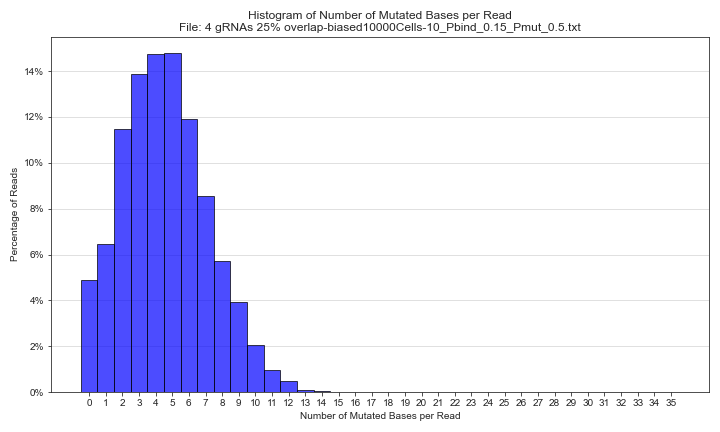 Histogram of Number of Mutated Bases per Read
File: 4 gRNAs 25% overlap-biased10000Cells-10_Pbind_0.15_Pmut_0.5.txt
Percentage of Reads
14%
12%
10%
8%
6%
4%
2%
0%
0 1 2 3 4 5 6 7 8 9 10 11 12 13 14 15 16 17 18 19 20 21 22 23 24 25 26 27 28 29 30 31 32 33 34 35
Number of Mutated Bases per Read